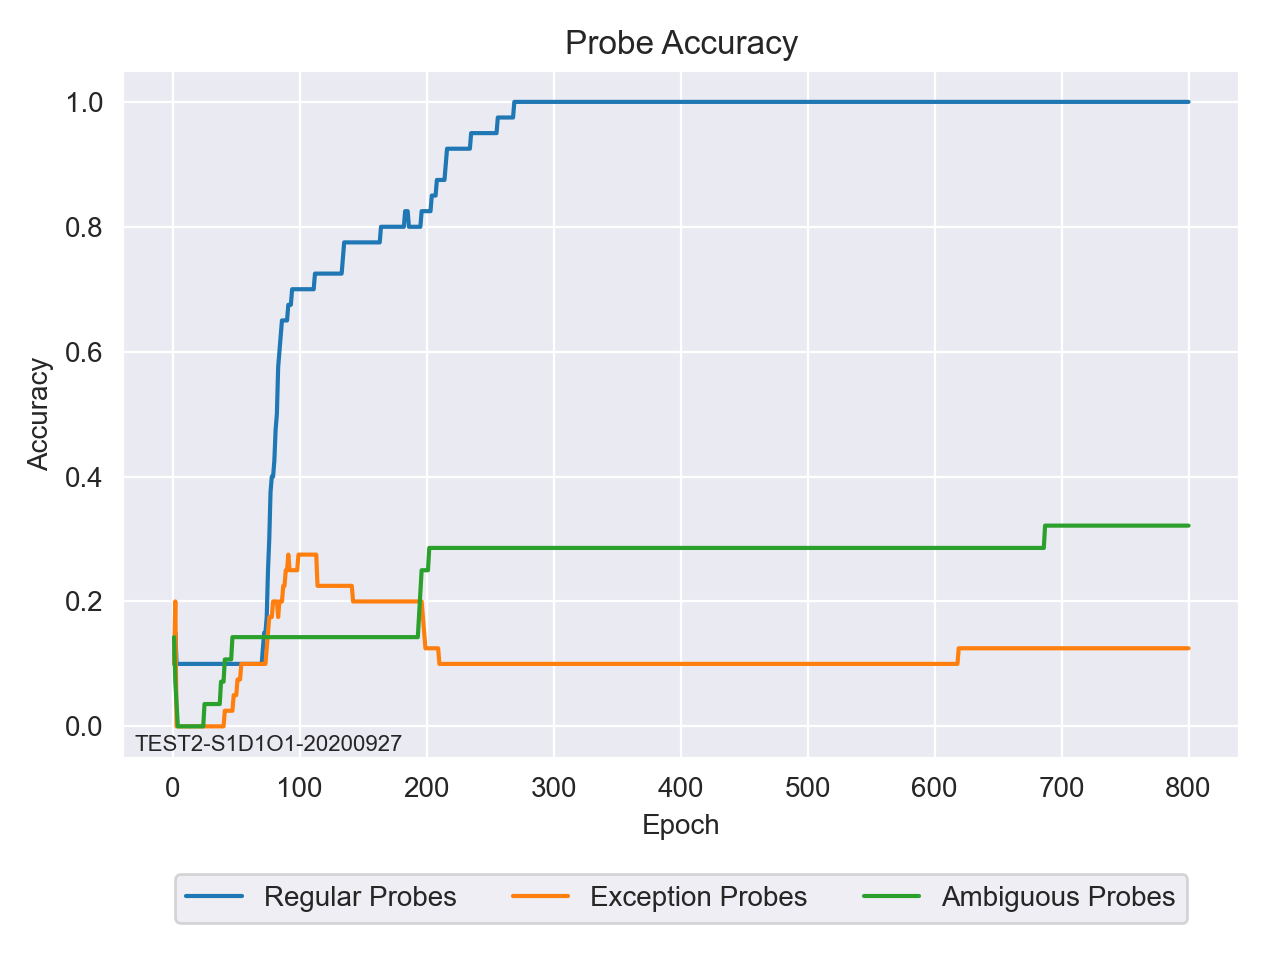 Probe Accuracy
1.0
0.8
0.6
0.4
0.2
0.0
Accuracy
TEST2-S1D1O1-20200927
0 100 200 300 400 500 600 700 800
Epoch
Regular Probes Exception Probes Ambiguous Probes